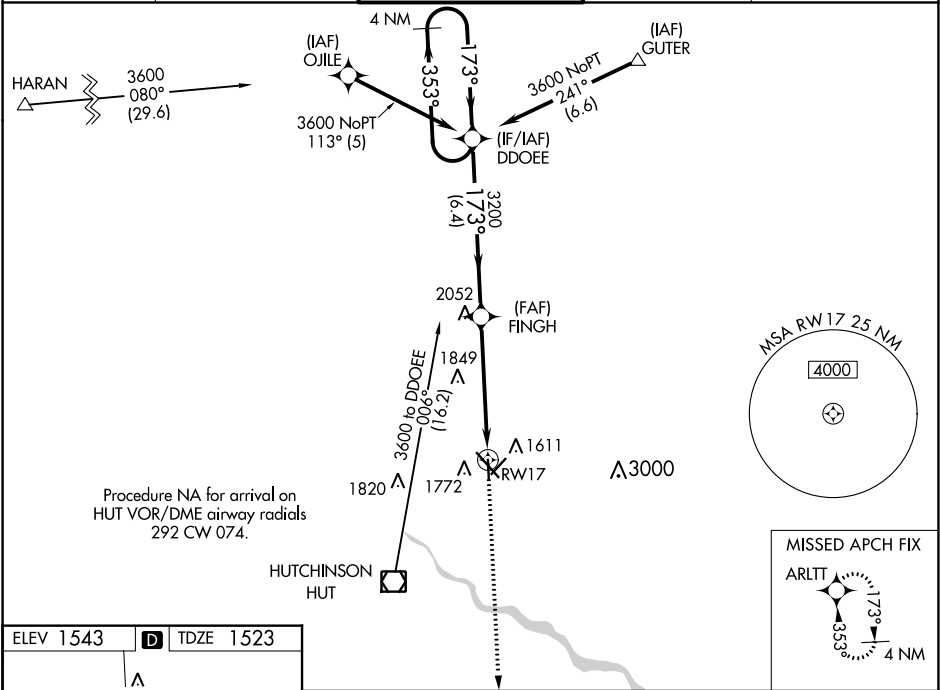 4 NM
173°
353°
(IAF)
OJILE
(IAF)
GUTER
HARAN
3600
080°
(29.6)
3600 NoPT
241°
(6.6)
3600 NoPT
113° (5)
(IF/IAF)
DDOEE
3200
173°
(6.4)
2052
(FAF)
FINGH
MSA RW17 25 NM
4000
1849
3600 to DDOEE
006°
(16.2)
1611
RW17
3000
1820
1772
Procedure NA for arrival on
HUT VOR/DME airway radials
292 CW 074.
HUTCHINSON
HUT
MISSED APCH FIX
ARLTT
173°
353°
4 NM
ELEV 1543 D TDZE 1523